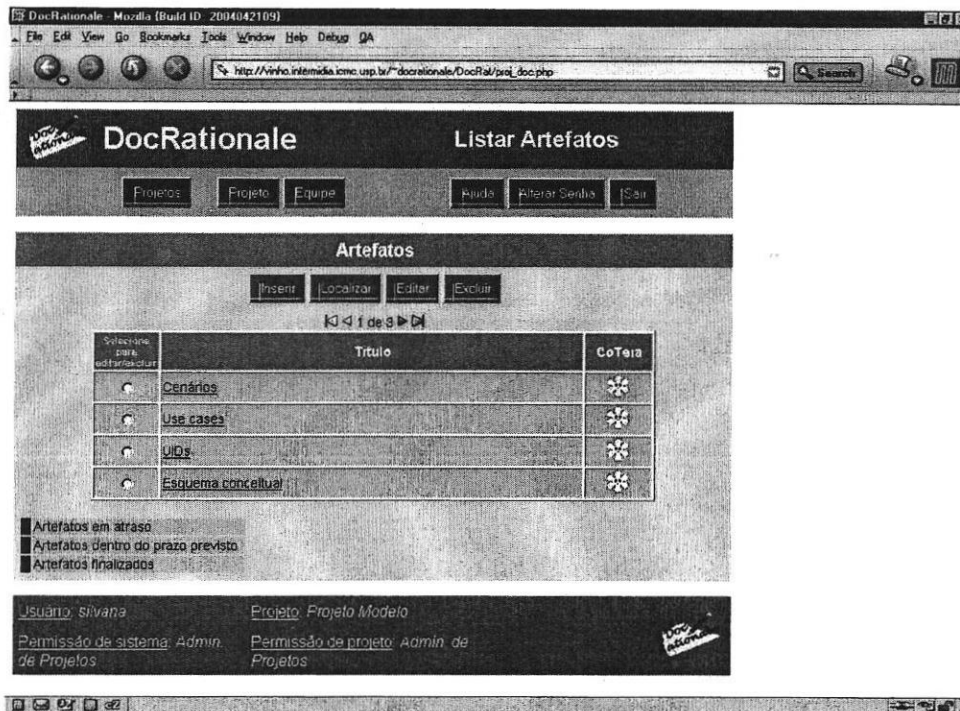 DocRationale - Mozilla {Build ID: 2004042109}
File Edit View Go Bookmarks Tools Window Help Debug QA
http://vinho.intermidia.icmc.usp.br/~docrationale/DocRat/proj_doc.php
Search
DocRationale Listar Artefatos
Projetos Projeto Equipe Ajuda Alterar Senha Sair
Artefatos
Inserir Localizar Editar Excluir
1 de 3
Selecione para editar/excluir Título CoTeia
Cenários
Use cases
UIDs
Esquema conceitual
Artefatos em atraso
Artefatos dentro do prazo previsto
Artefatos finalizados
Usuário: silvana Projeto: Projeto Modelo
Permissão de sistema: Admin. de Projetos Permissão de projeto: Admin. de Projetos